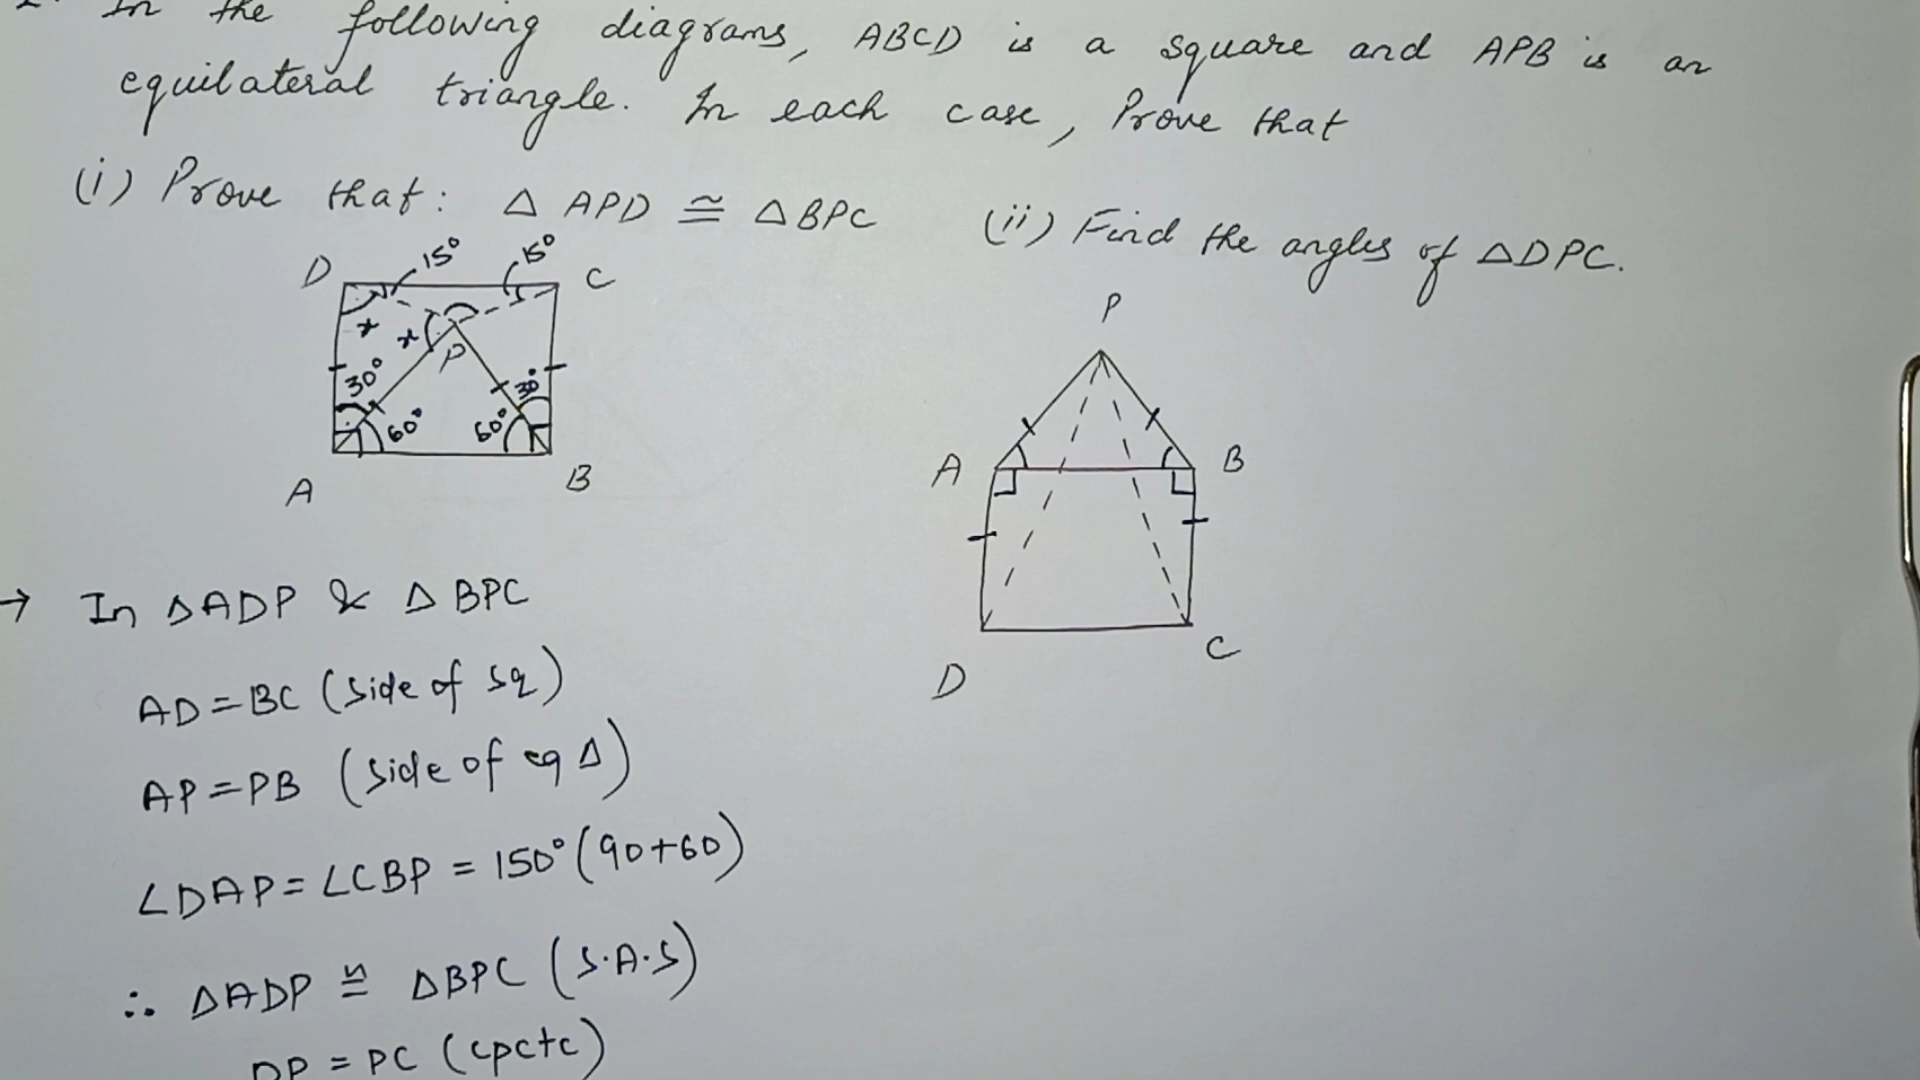 In the following diagrams, ABCD is a square and APB is an
equilateral triangle. In each case, Prove that
(i) Prove that: △ APD ≅ △BPC (ii) Find the angles of △DPC.
D 15° 15° C
x x P
30° 30°
60° 60°
A B
P
A B
D C
→ In △ADP & △BPC
AD=BC (side of sq)
AP=PB (side of eq △)
∠DAP=∠CBP = 150° (90+60)
∴ △ADP ≅ △BPC (S.A.S)
DP = PC (cpctc)